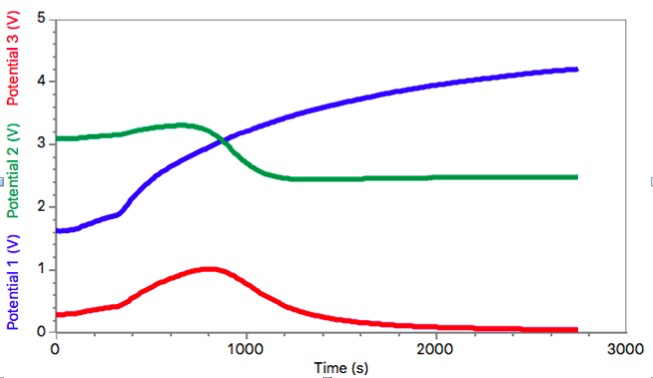 Potential 3 (V)
Potential 2 (V)
Potential 1 (V)
5
4
3
2
1
0
0 1000 2000 3000
Time (s)